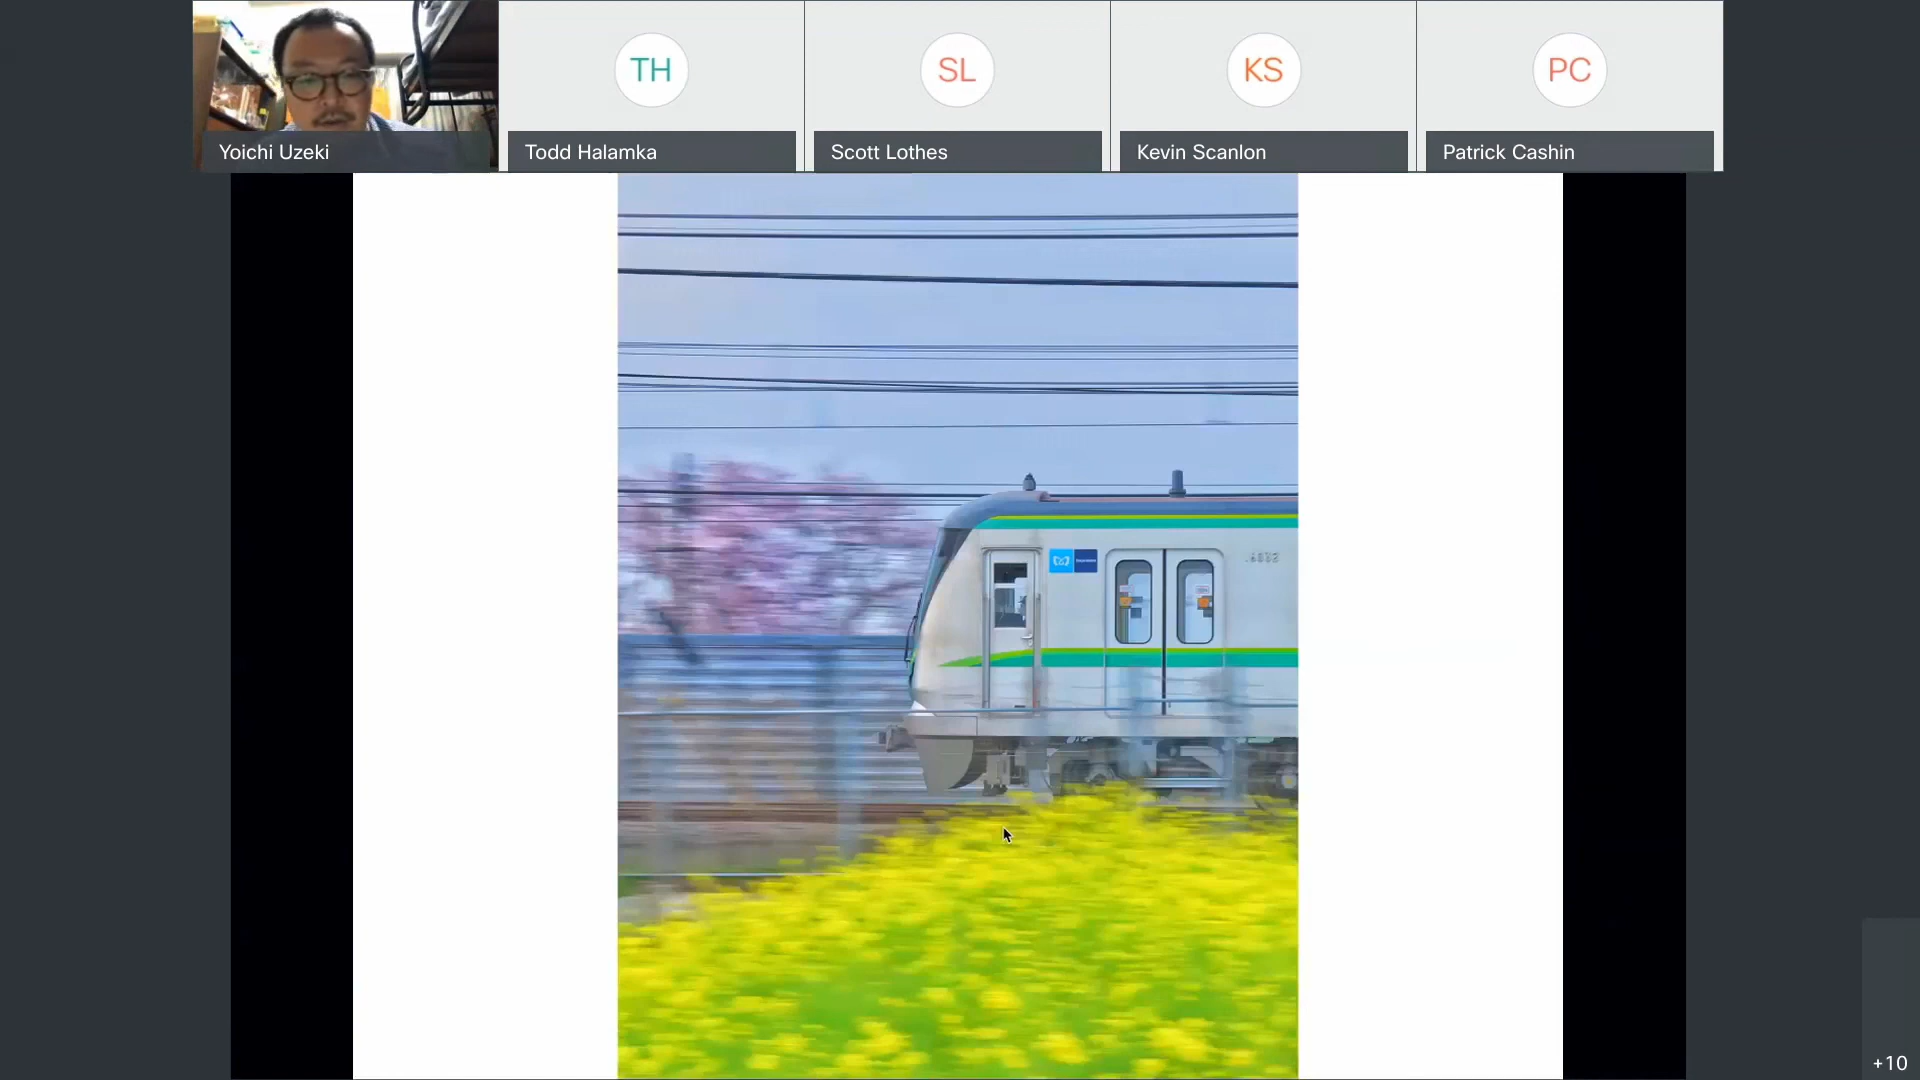 Yoichi Uzeki
TH
Todd Halamka
SL
Scott Lothes
KS
Kevin Scanlon
PC
Patrick Cashin
+10